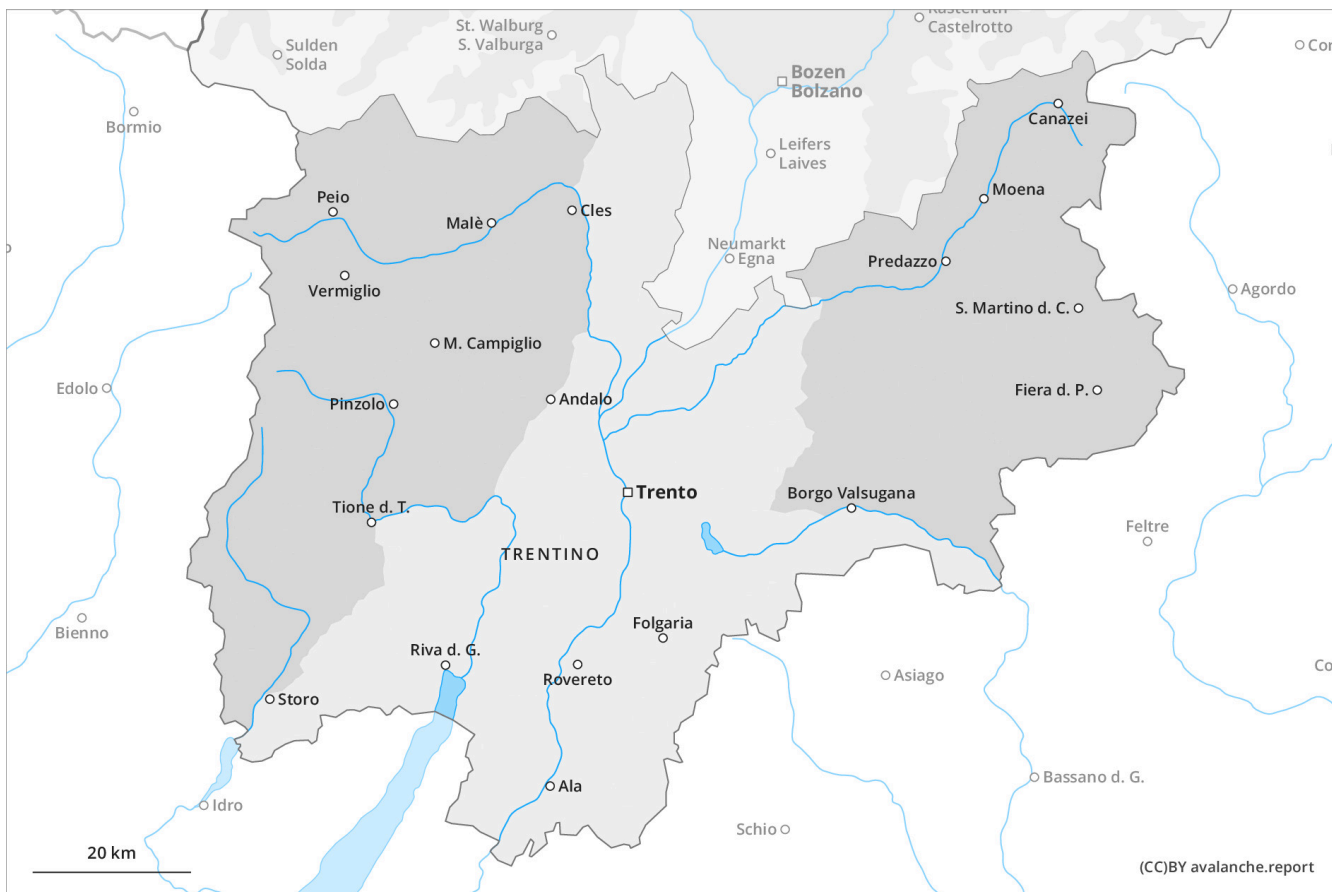 Kastelruth
Castelrotto
St. Walburg
S. Valburga
Sulden
Solda
Bozen
Bolzano
Bormio
Canazei
Leifers
Laives
Moena
Peio
Malè
Cles
Neumarkt
Egna
Predazzo
Vermiglio
Agordo
S. Martino d. C.
M. Campiglio
Edolo
Pinzolo
Andalo
Fiera d. P.
Trento
Borgo Valsugana
Tione d. T.
Feltre
TRENTINO
Bienno
Folgaria
Riva d. G.
Rovereto
Asiago
Storo
Bassano d. G.
Ala
Idro
Schio
20 km
(CC)BY avalanche.report